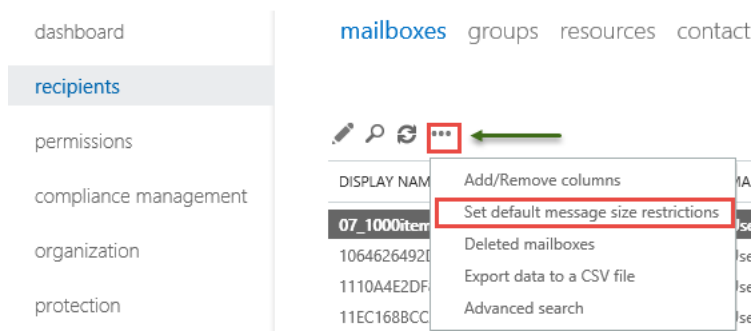 dashboard
recipients
permissions
compliance management
organization
protection
mailboxes groups resources contact
DISPLAY NAM
Add/Remove columns
Set default message size restrictions
Deleted mailboxes
Export data to a CSV file
Advanced search
07_1000item
1064626492D
1110A4E2DF
11EC168BCC